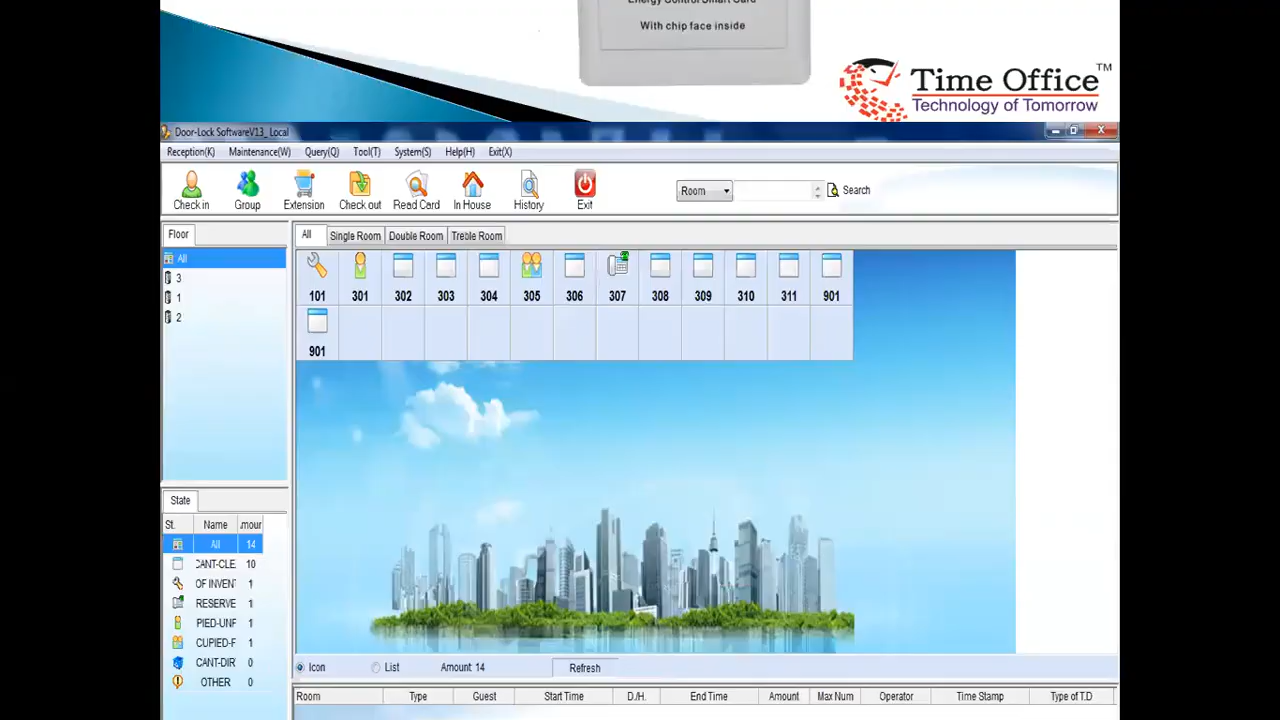 Energy Control Smart Card
With chip face inside
Time Office TM
Technology of Tomorrow
Door-Lock SoftwareV13_ Local
Reception(K) Maintenance(W) Query(Q) Tool(T) System(S) Help(H) Exit(X)
Check in Group Extension Check out Read Card In House History Exit Room Search
Floor All Single Room Double Room Treble Room
All
3
1
2
101 301 302 303 304 305 306 307 308 309 310 311 901
901
State
St. Name .mour
All 14
CANT-CLE. 10
OF INVENT 1
RESERVE 1
PIED-UNF 1
CUPIED-F 1
CANT-DIR 0
OTHER 0
Icon List Amount: 14 Refresh
Room Type Guest Start Time D./H. End Time Amount Max Num Operator Time Stamp Type of T.D